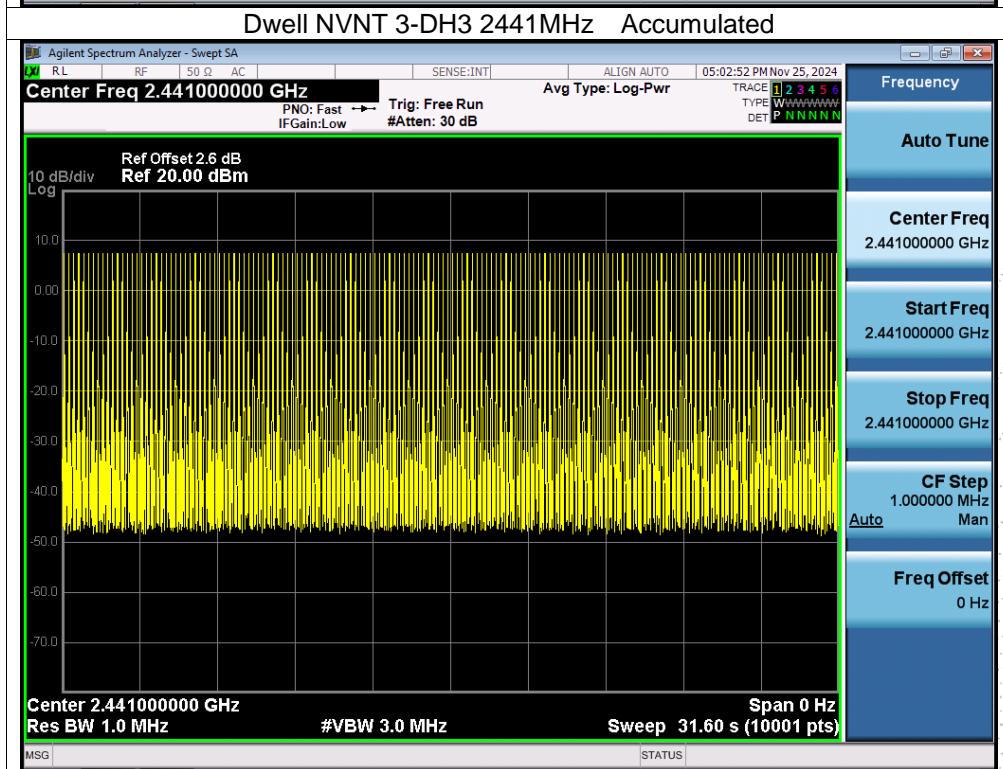 Dwell NVNT 3-DH3 2441MHz Accumulated
Agilent Spectrum Analyzer - Swept SA
LXI RL RF 50 Ω AC SENSE:INT ALIGN AUTO 05:02:52 PM Nov 25, 2024
Center Freq 2.441000000 GHz
PNO: Fast
IFGain:Low
Trig: Free Run
#Atten: 30 dB
Avg Type: Log-Pwr
TRACE 1 2 3 4 5 6
TYPE WWWWWWW
DET P N N N N N
Ref Offset 2.6 dB
10 dB/div Ref 20.00 dBm
Log
10.0
0.00
-10.0
-20.0
-30.0
-40.0
-50.0
-60.0
-70.0
Center 2.441000000 GHz Span 0 Hz
Res BW 1.0 MHz #VBW 3.0 MHz Sweep 31.60 s (10001 pts)
MSG STATUS
Frequency
Auto Tune
Center Freq
2.441000000 GHz
Start Freq
2.441000000 GHz
Stop Freq
2.441000000 GHz
CF Step
1.000000 MHz
Auto Man
Freq Offset
0 Hz